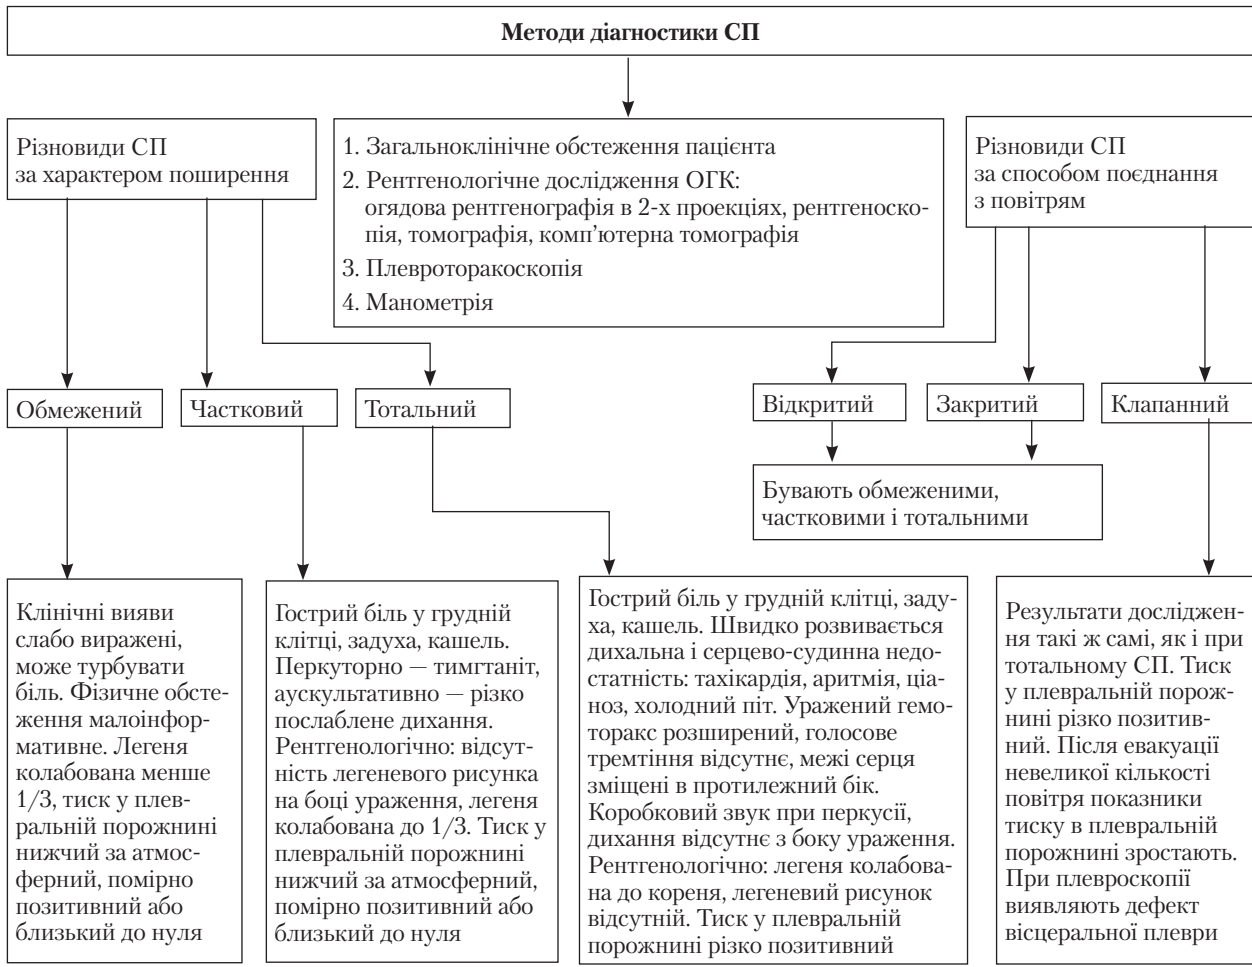 Методи діагностики СП
Різновиди СП
за характером поширення
1. Загальноклінічне обстеження пацієнта
2. Рентгенологічне дослідження ОГК:
огядова рентгенографія в 2-х проекціях, рентгеноско-
пія, томографія, комп’ютерна томографія
3. Плевроторакоскопія
4. Манометрія
Різновиди СП
за способом поєднання
з повітрям
Обмежений
Частковий
Тотальний
Відкритий
Закритий
Клапанний
Бувають обмеженими,
частковими і тотальними
Клінічні вияви
слабо виражені,
може турбувати
біль. Фізичне обсте-
ження малоінфор-
мативне. Легеня
колабована менше
1/3, тиск у плев-
ральній порожнині
нижчий за атмос-
ферний, помірно
позитивний або
близький до нуля
Гострий біль у грудній
клітці, задуха, кашель.
Перкуторно — тимгтаніт,
аускультативно — різко
послаблене дихання.
Рентгенологічно: відсут-
ність легеневого рисунка
на боці ураження, легеня
колабована до 1/3. Тиск у
плевральній порожнині
нижчий за атмосферний,
помірно позитивний або
близький до нуля
Гострий біль у грудній клітці, заду-
ха, кашель. Швидко розвивається
дихальна і серцево-судинна недо-
статність: тахікардія, аритмія, ціа-
ноз, холодний піт. Уражений гемо-
торакс розширений, голосове
тремтіння відсутнє, межі серця
зміщені в протилежний бік.
Коробковий звук при перкусії,
дихання відсутнє з боку ураження.
Рентгенологічно: легеня колабова-
на до кореня, легеневий рисунок
відсутній. Тиск у плевральній
порожнині різко позитивний
Результати досліджен-
ня такі ж самі, як і при
тотальному СП. Тиск
у плевральній порож-
нині різко позитив-
ний. Після евакуації
невеликої кількості
повітря показники
тиску в плевральній
порожнині зростають.
При плевроскопії
виявляють дефект
вісцеральної плеври